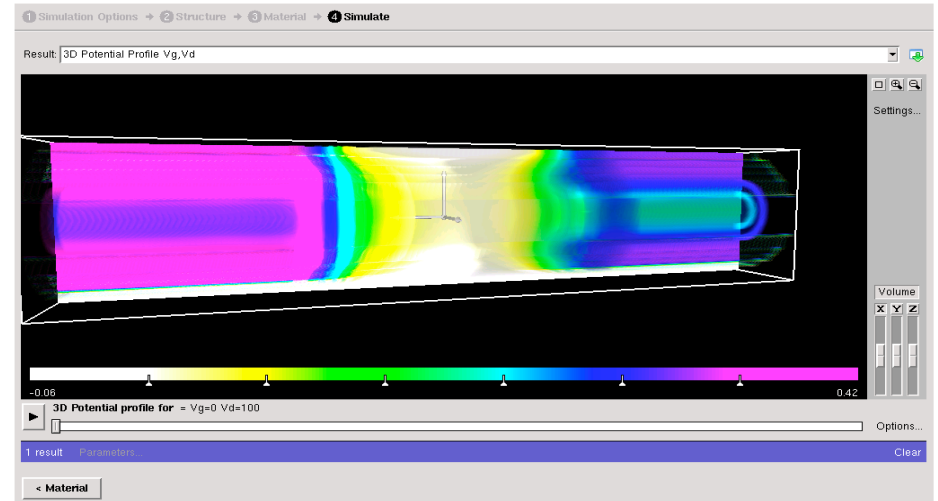 1 Simulation Options → 2 Structure → 3 Material → 4 Simulate
Result: 3D Potential Profile Vg,Vd
Settings...
Volume
X Y Z
-0.06 0.42
3D Potential profile for = Vg=0 Vd=100
Options...
1 result Parameters... Clear
< Material